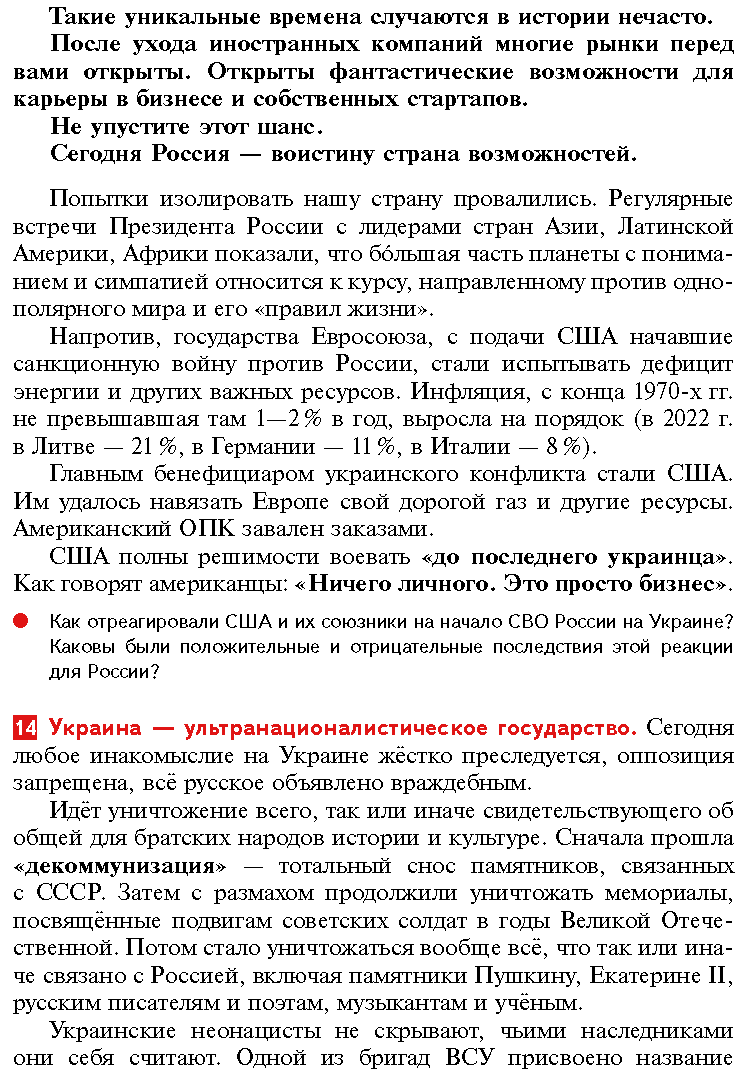 Такие уникальные времена случаются в истории нечасто.
После ухода иностранных компаний многие рынки перед
вами открыты. Открыты фантастические возможности для
карьеры в бизнесе и собственных стартапов.
Не упустите этот шанс.
Сегодня Россия — воистину страна возможностей.
Попытки изолировать нашу страну провалились. Регулярные
встречи Президента России с лидерами стран Азии, Латинской
Америки, Африки показали, что бо́льшая часть планеты с понима-
нием и симпатией относится к курсу, направленному против одно-
полярного мира и его «правил жизни».
Напротив, государства Евросоюза, с подачи США начавшие
санкционную войну против России, стали испытывать дефицит
энергии и других важных ресурсов. Инфляция, с конца 1970-х гг.
не превышавшая там 1—2 % в год, выросла на порядок (в 2022 г.
в Литве — 21 %, в Германии — 11 %, в Италии — 8 %).
Главным бенефициаром украинского конфликта стали США.
Им удалось навязать Европе свой дорогой газ и другие ресурсы.
Американский ОПК завален заказами.
США полны решимости воевать «до последнего украинца».
Как говорят американцы: «Ничего личного. Это просто бизнес».
● Как отреагировали США и их союзники на начало СВО России на Украине?
Каковы были положительные и отрицательные последствия этой реакции
для России?
14 Украина — ультранационалистическое государство. Сегодня
любое инакомыслие на Украине жёстко преследуется, оппозиция
запрещена, всё русское объявлено враждебным.
Идёт уничтожение всего, так или иначе свидетельствующего об
общей для братских народов истории и культуре. Сначала прошла
«декоммунизация» — тотальный снос памятников, связанных
с СССР. Затем с размахом продолжили уничтожать мемориалы,
посвящённые подвигам советских солдат в годы Великой Отече-
ственной. Потом стало уничтожаться вообще всё, что так или ина-
че связано с Россией, включая памятники Пушкину, Екатерине II,
русским писателям и поэтам, музыкантам и учёным.
Украинские неонацисты не скрывают, чьими наследниками
они себя считают. Одной из бригад ВСУ присвоено название